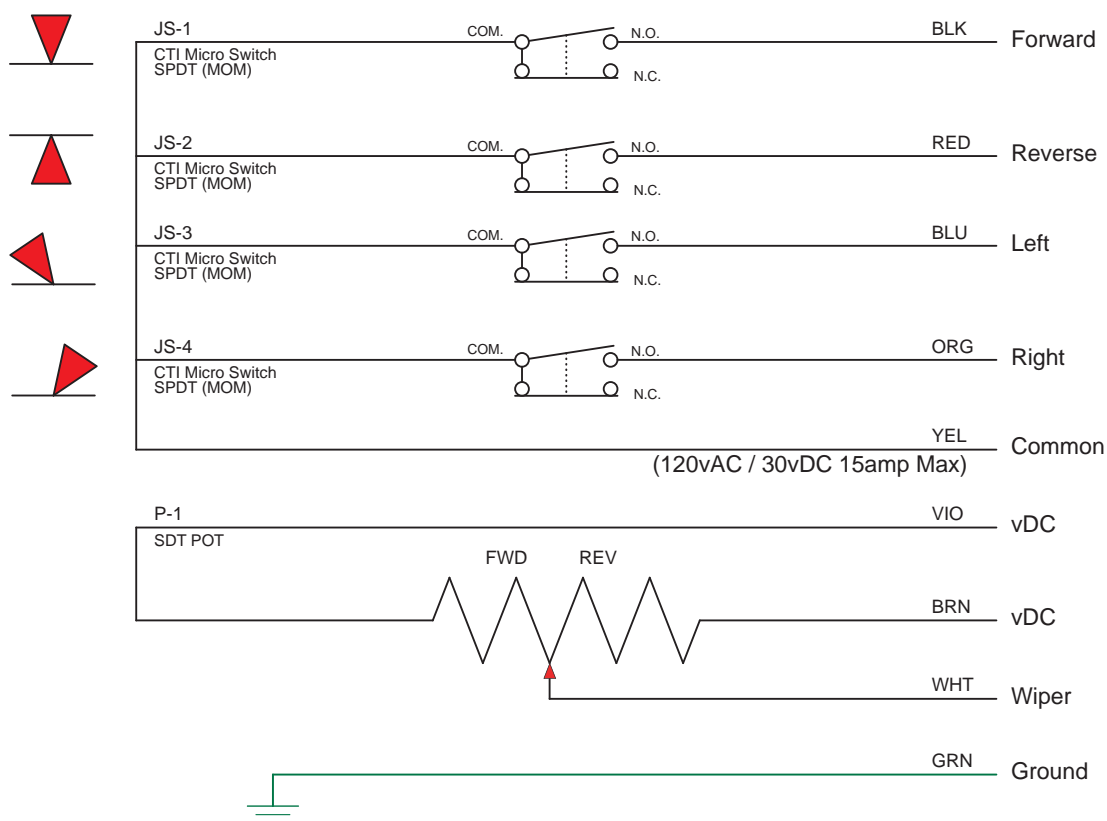 JS-1
CTI Micro Switch
SPDT (MOM)
COM.
N.O.
N.C.
BLK
Forward
JS-2
CTI Micro Switch
SPDT (MOM)
COM.
N.O.
N.C.
RED
Reverse
JS-3
CTI Micro Switch
SPDT (MOM)
COM.
N.O.
N.C.
BLU
Left
JS-4
CTI Micro Switch
SPDT (MOM)
COM.
N.O.
N.C.
ORG
Right
YEL
Common
(120vAC / 30vDC 15amp Max)
P-1
SDT POT
VIO
vDC
FWD
REV
BRN
vDC
WHT
Wiper
GRN
Ground